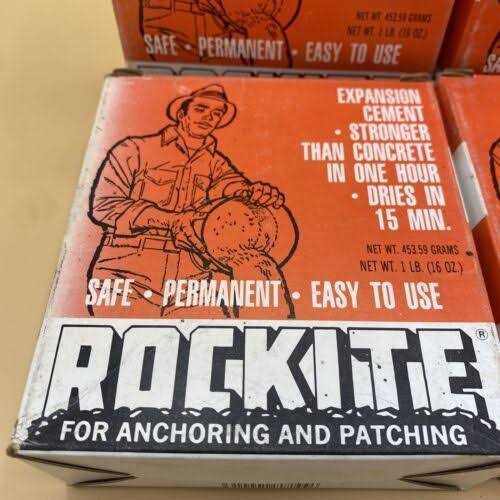 NET WT. 453.59 GRAMS
NET WT. 1 LB. (16 OZ.)
SAFE • PERMANENT • EASY TO USE
EXPANSION
CEMENT
• STRONGER
THAN CONCRETE
IN ONE HOUR
• DRIES IN
15 MIN.
NET WT. 453.59 GRAMS
NET WT. 1 LB. (16 OZ.)
SAFE • PERMANENT • EASY TO USE
ROCKITE®
FOR ANCHORING AND PATCHING